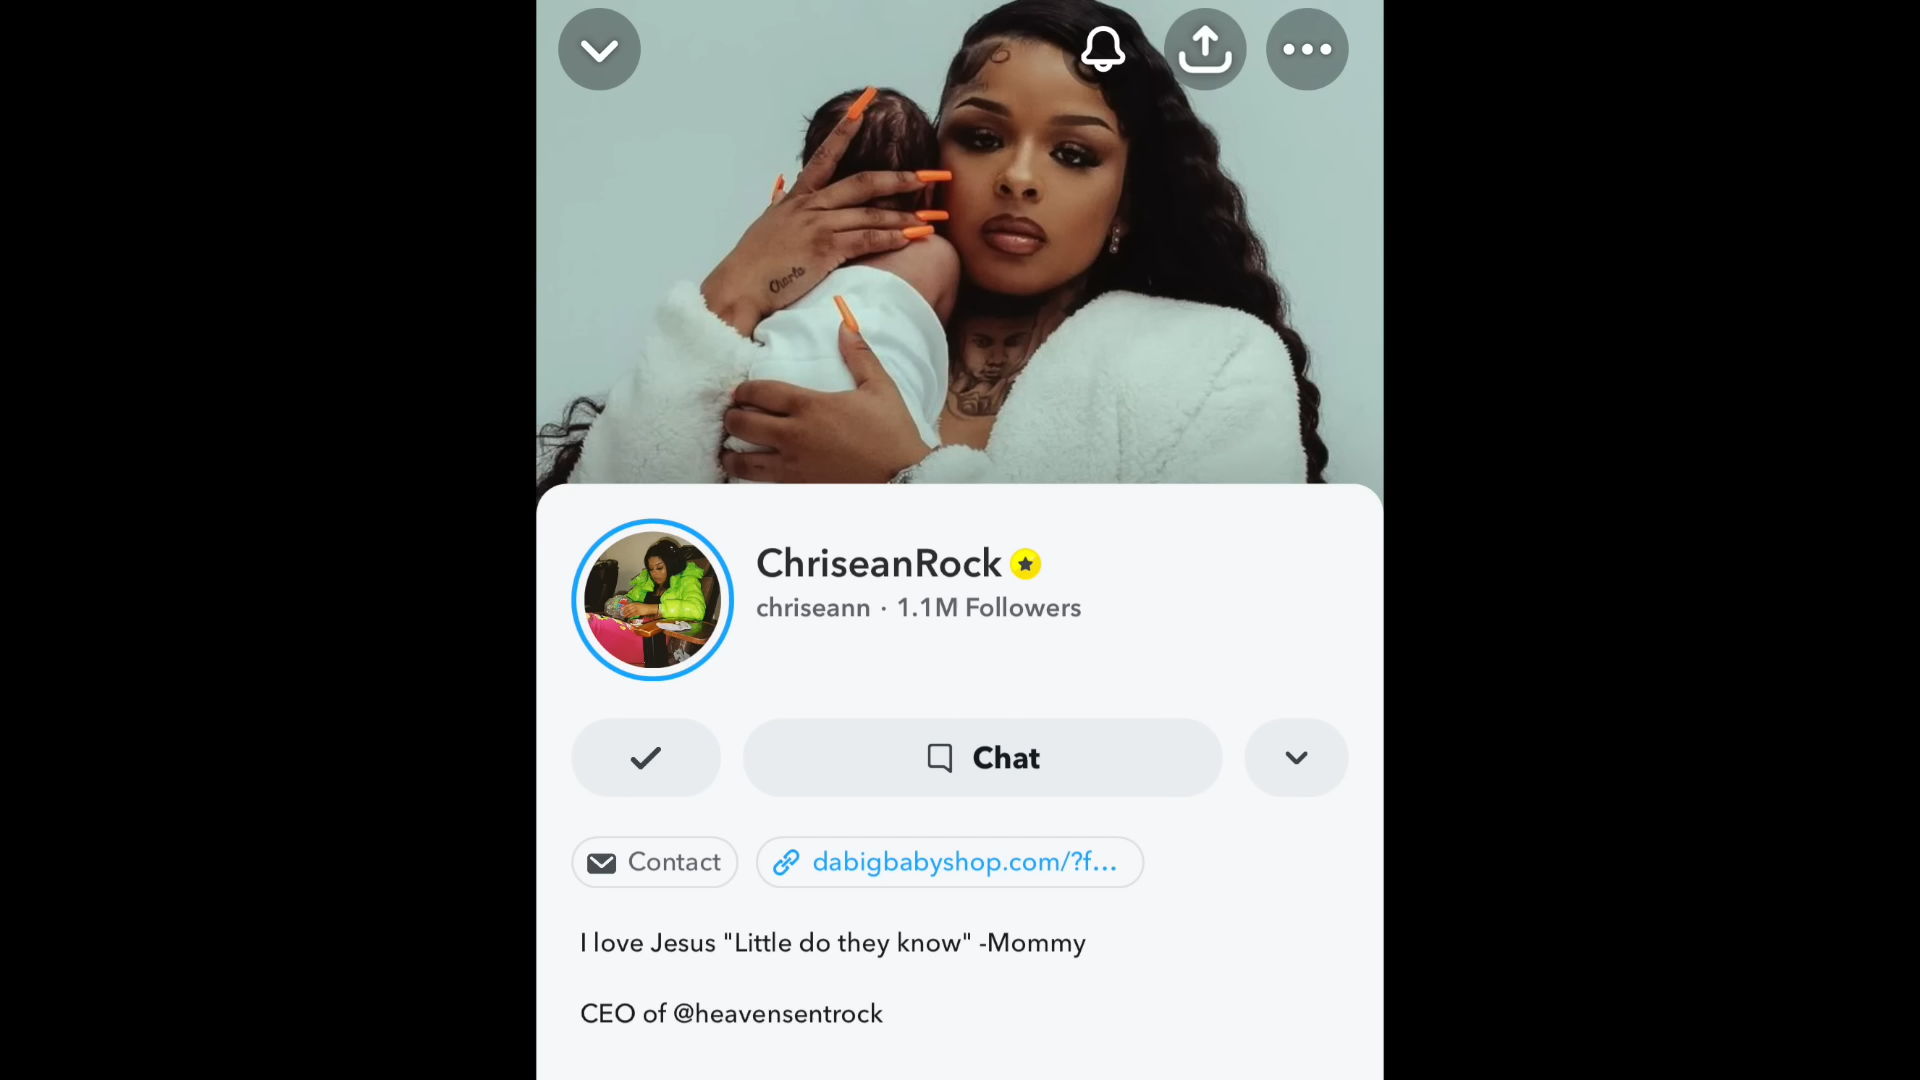 Charla
ChriseanRock
chriseann · 1.1M Followers
Chat
Contact
dabigbabyshop.com/?f...
I love Jesus "Little do they know" -Mommy
CEO of @heavensentrock